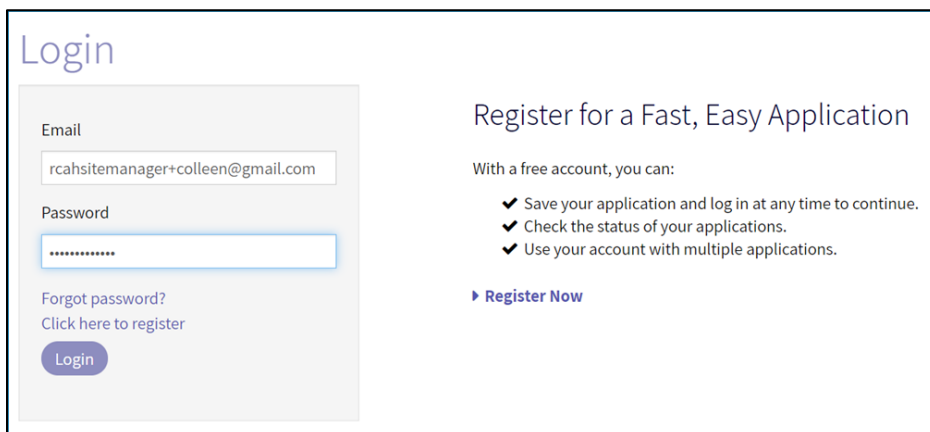 Login
Email
rcahsitemanager+colleen@gmail.com
Password
•••••••••••••
Forgot password?
Click here to register
Login
Register for a Fast, Easy Application
With a free account, you can:
✔ Save your application and log in at any time to continue.
✔ Check the status of your applications.
✔ Use your account with multiple applications.
Register Now